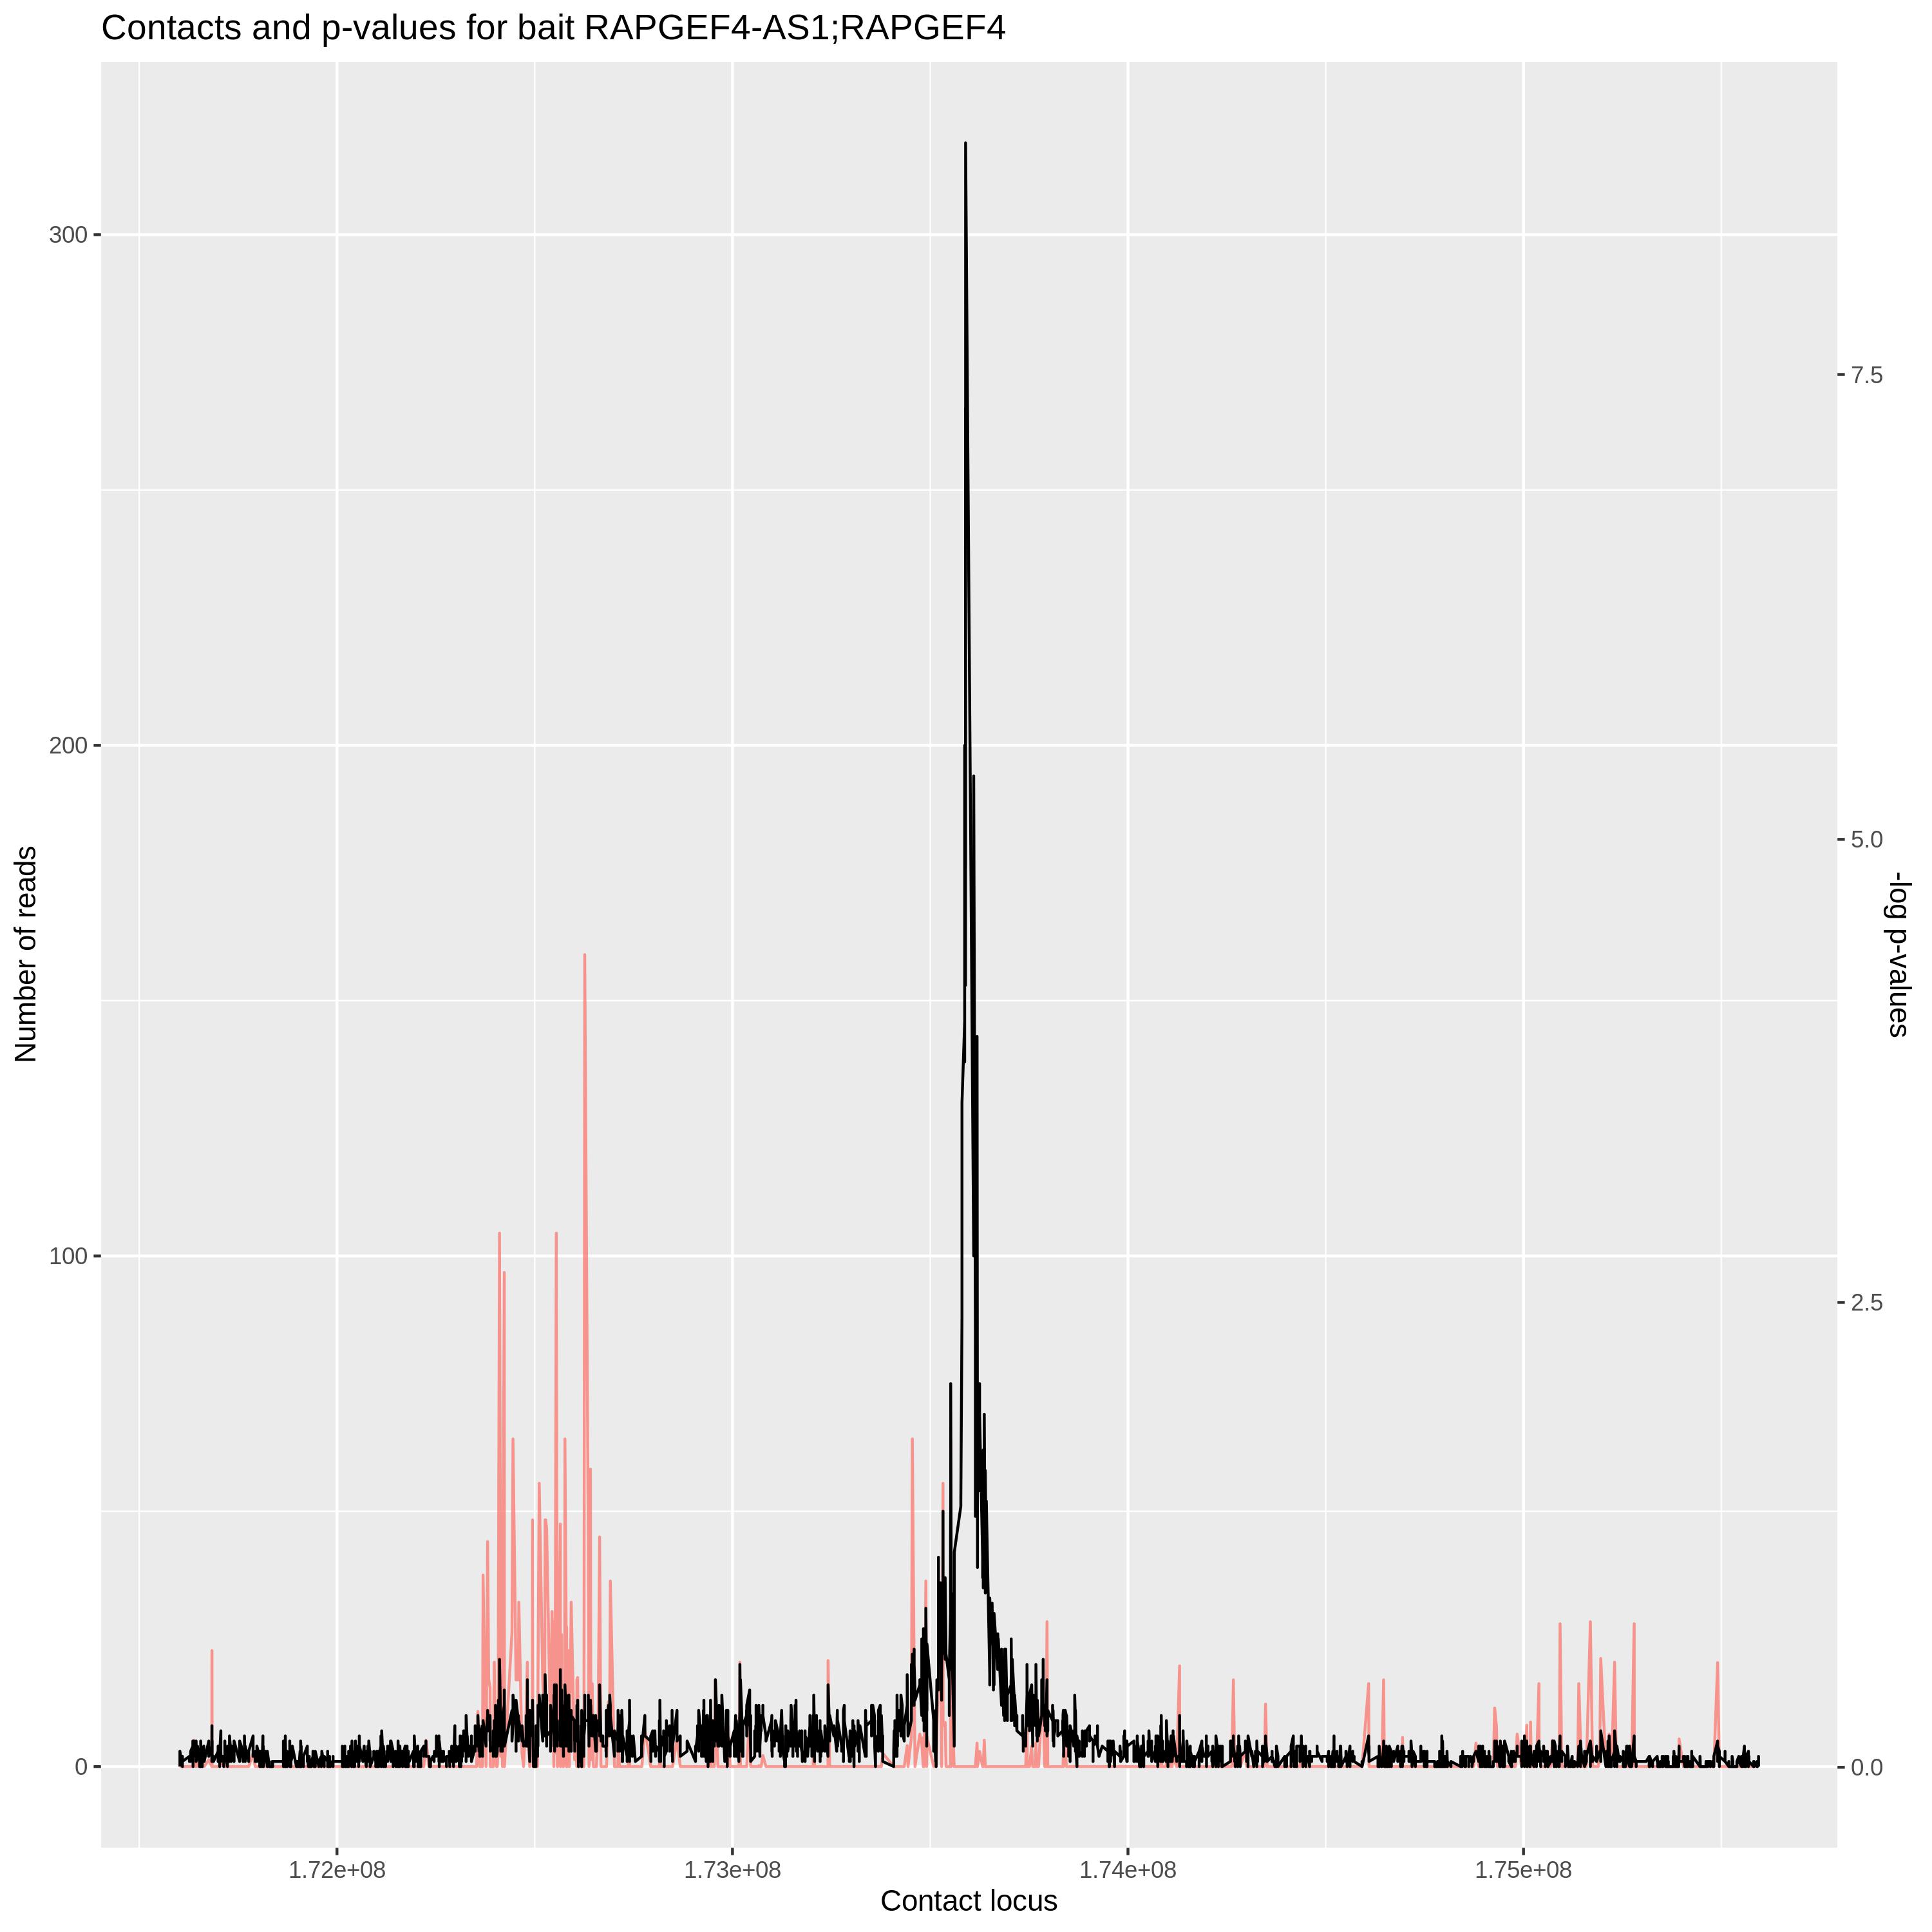 Contacts and p-values for bait RAPGEF4-AS1;RAPGEF4
300
200
100
0
Number of reads
7.5
5.0
2.5
0.0
-log p-values
1.72e+08
1.73e+08
1.74e+08
1.75e+08
Contact locus